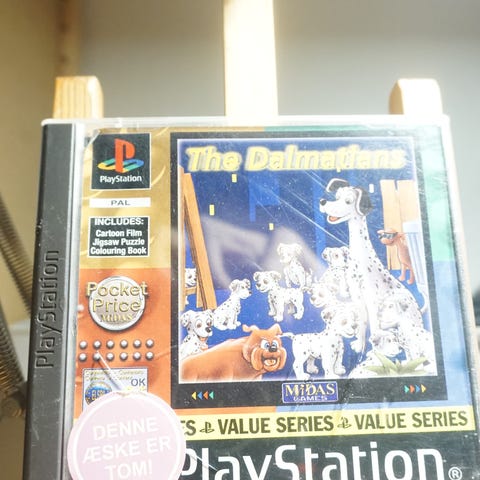 PlayStation
PlayStation
PAL
INCLUDES:
Cartoon Film
Jigsaw Puzzle
Colouring Book
Pocket
Price
MIDAS
OK
The Dalmatians
MIDAS
GAMES
ES VALUE SERIES VALUE SERIES
PlayStation®
DENNE
ÆSKE ER
TOM!